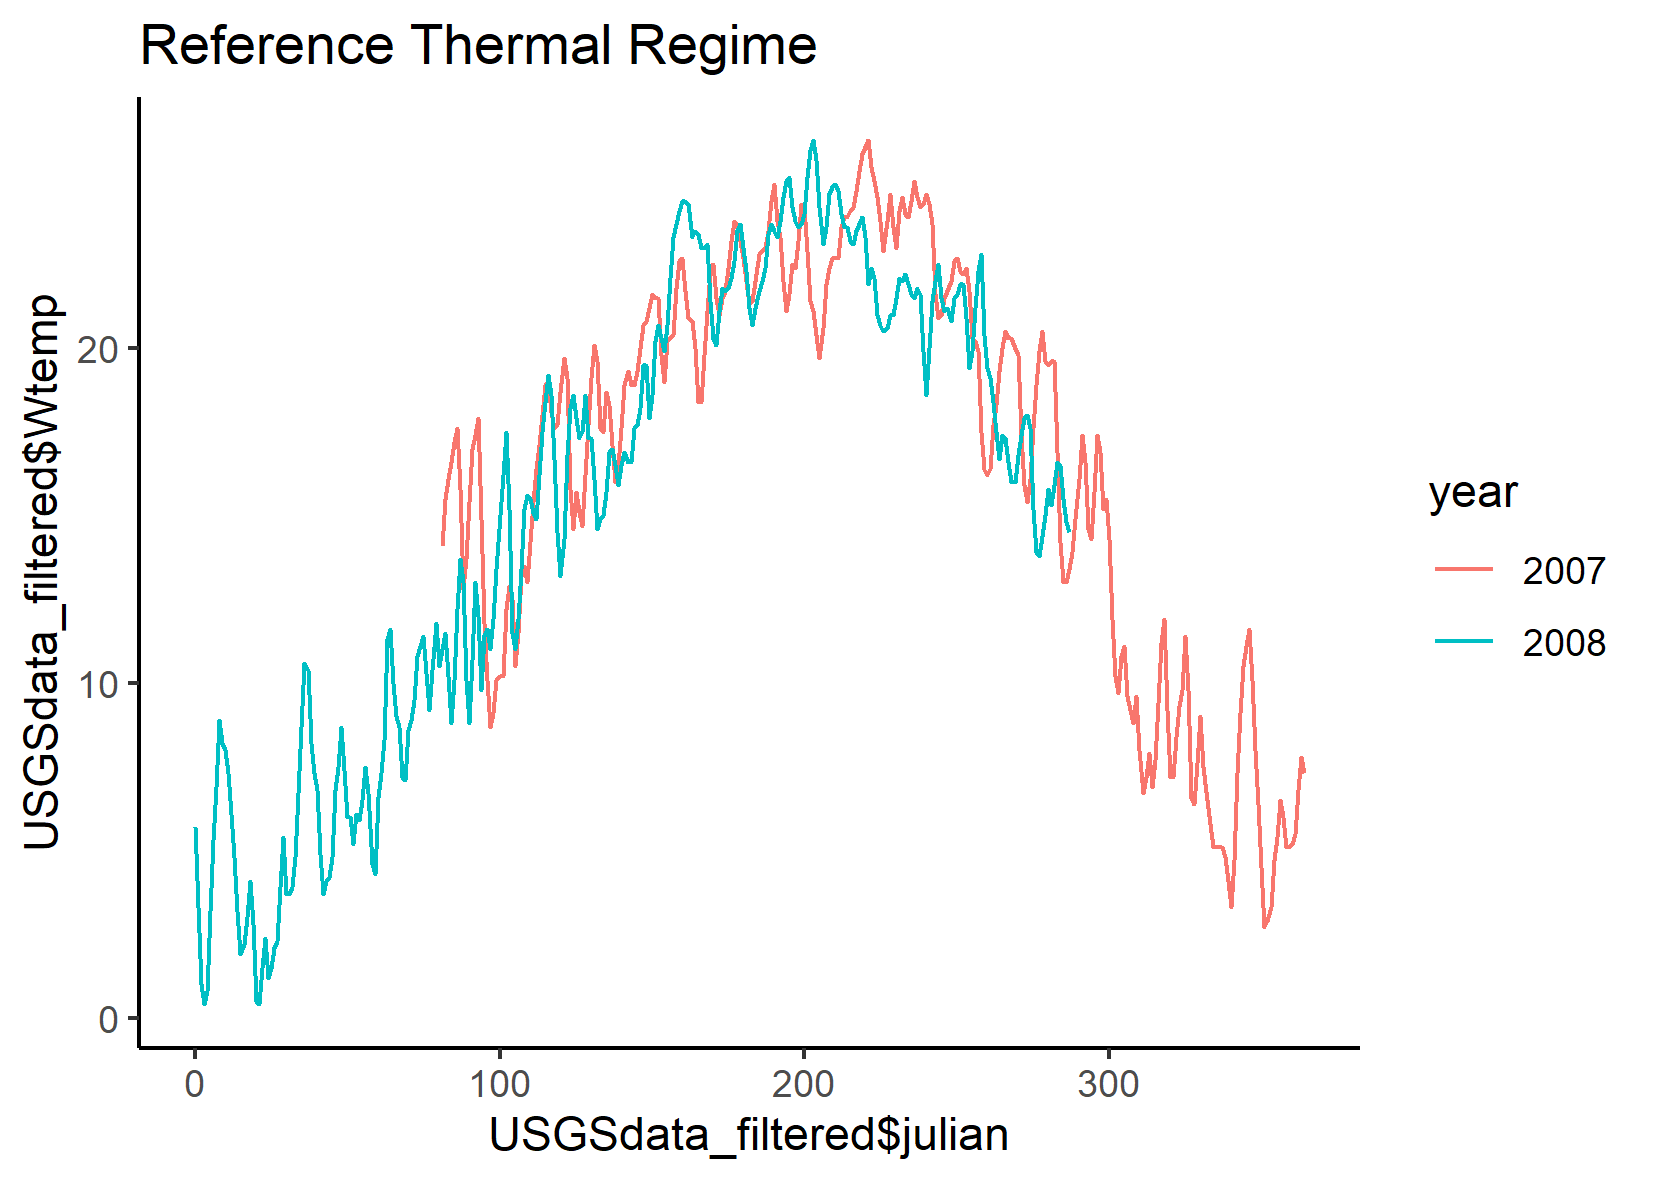 Reference Thermal Regime
USGSdata_filtered$Wtemp
20
10
0
0
100
200
300
USGSdata_filtered$julian
year
2007
2008